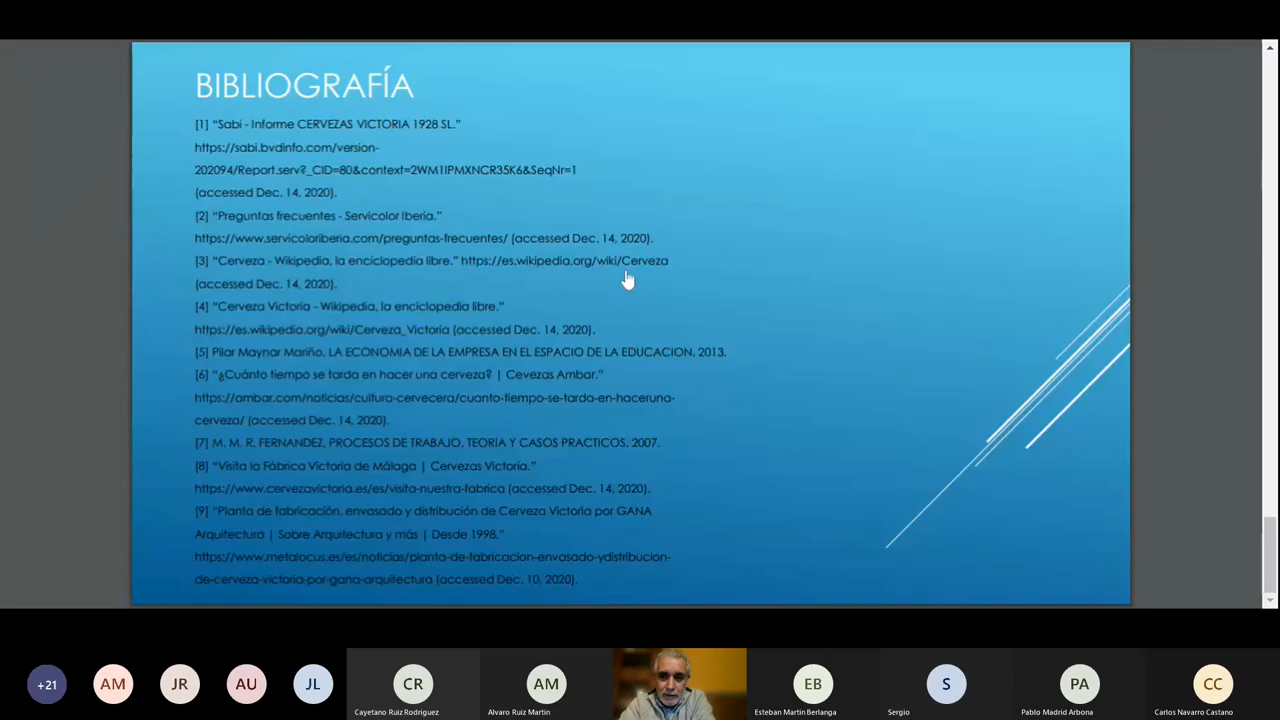 BIBLIOGRAFÍA
[1] “Sabi - Informe CERVEZAS VICTORIA 1928 SL.”
https://sabi.bvdinfo.com/version-
202094/Report.serv?_CID=80&context=2WM1IPMXNCR35K6&SeqNr=1
(accessed Dec. 14, 2020).
[2] “Preguntas frecuentes - Servicolor Iberia.”
https://www.servicoloriberia.com/preguntas-frecuentes/ (accessed Dec. 14, 2020).
[3] “Cerveza - Wikipedia, la enciclopedia libre.” https://es.wikipedia.org/wiki/Cerveza
(accessed Dec. 14, 2020).
[4] “Cerveza Victoria - Wikipedia, la enciclopedia libre.”
https://es.wikipedia.org/wiki/Cerveza_Victoria (accessed Dec. 14, 2020).
[5] Pilar Maynar Mariño, LA ECONOMIA DE LA EMPRESA EN EL ESPACIO DE LA EDUCACION. 2013.
[6] “¿Cuánto tiempo se tarda en hacer una cerveza? | Cevezas Ambar.”
https://ambar.com/noticias/cultura-cervecera/cuanto-tiempo-se-tarda-en-haceruna-
cerveza/ (accessed Dec. 14, 2020).
[7] M. M. R. FERNANDEZ, PROCESOS DE TRABAJO, TEORIA Y CASOS PRACTICOS. 2007.
[8] “Visita la Fábrica Victoria de Málaga | Cervezas Victoria.”
https://www.cervezavictoria.es/es/visita-nuestra-fabrica (accessed Dec. 14, 2020).
[9] “Planta de fabricación, envasado y distribución de Cerveza Victoria por GANA
Arquitectura | Sobre Arquitectura y más | Desde 1998.”
https://www.metalocus.es/es/noticias/planta-de-fabricacion-envasado-ydistribucion-
de-cerveza-victoria-por-gana-arquitectura (accessed Dec. 10, 2020).
+21 AM JR AU JL CR AM EB S PA CC
Cayetano Ruiz Rodriguez Alvaro Ruiz Martin Esteban Martin Berlanga Sergio Pablo Madrid Arbona Carlos Navarro Castano